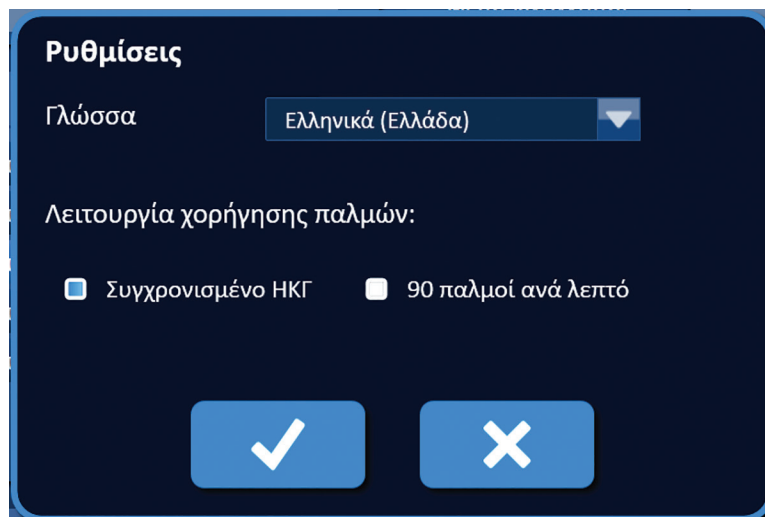 Ρυθμίσεις
Γλώσσα
Ελληνικά (Ελλάδα)
Λειτουργία χορήγησης παλμών:
Συγχρονισμένο ΗΚΓ
90 παλμοί ανά λεπτό